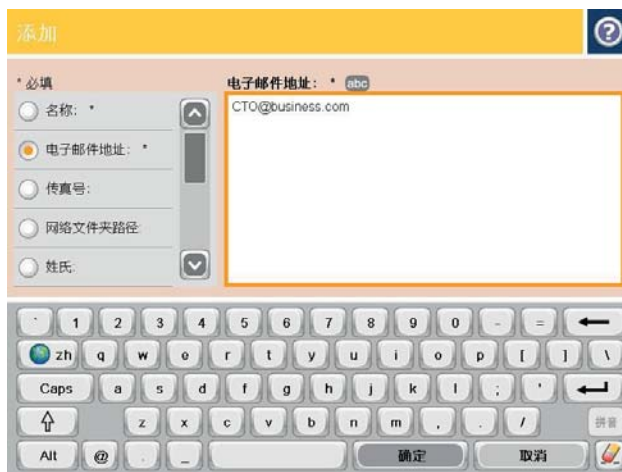 添加
* 必填
名称: *
电子邮件地址: *
传真号:
网络文件夹路径:
姓氏:
电子邮件地址: * abc
CTO@business.com
` 1 2 3 4 5 6 7 8 9 0 - =
zh q w e r t y u i o p [ ] \
Caps a s d f g h j k l ; '
z x c v b n m , . / 拼音
Alt @ . _ 确定 取消